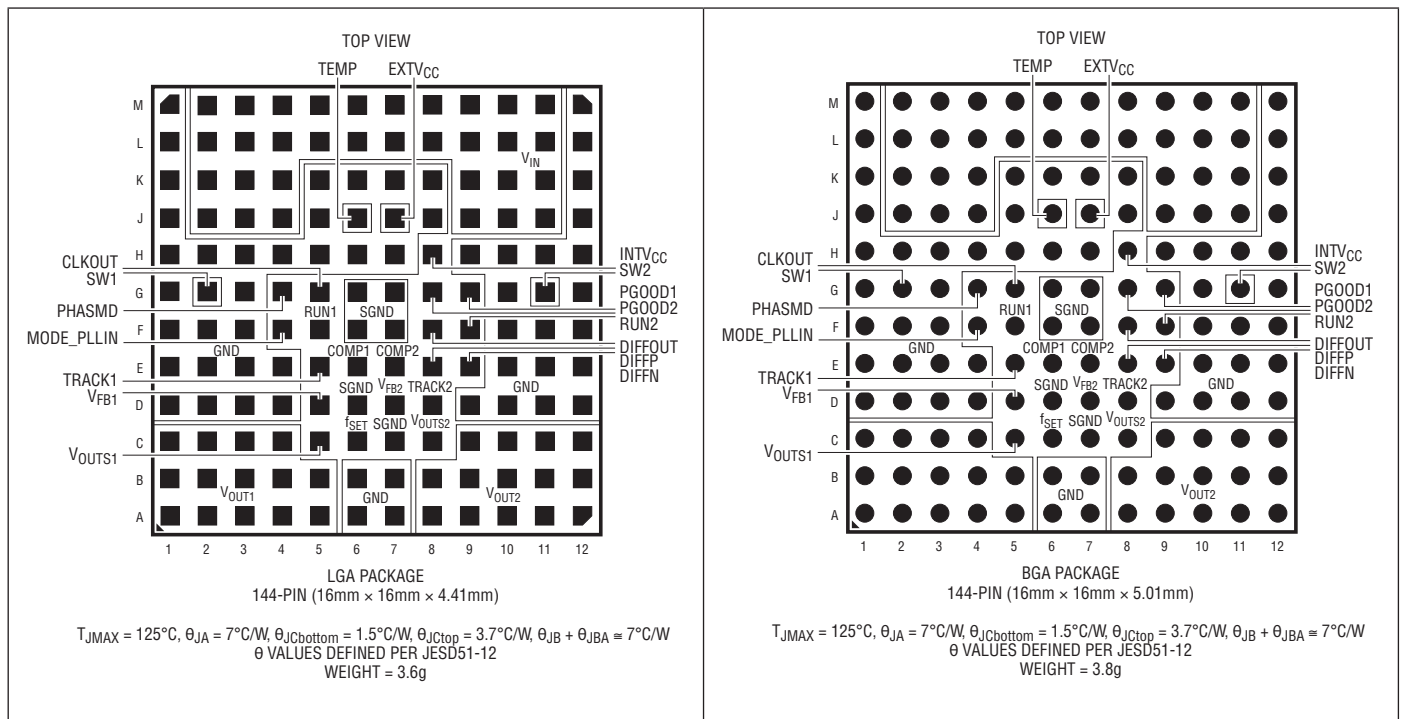 TOP VIEW
TEMP EXTVCC
M
L
VIN
K
J
H
CLKOUT INTVCC
SW1 SW2
G PGOOD1
PHASMD RUN1 SGND PGOOD2
F RUN2
MODE_PLLIN
GND COMP1 COMP2 DIFFOUT
E DIFFP
TRACK1 DIFFN
SGND VFB2 TRACK2 GND
VFB1
D
fSET SGND VOUTS2
C
VOUTS1
B
VOUT1 GND VOUT2
A
1 2 3 4 5 6 7 8 9 10 11 12
LGA PACKAGE
144-PIN (16mm × 16mm × 4.41mm)
TJMAX = 125°C, θJA = 7°C/W, θJCbottom = 1.5°C/W, θJCtop = 3.7°C/W, θJB + θJBA ≅ 7°C/W
θ VALUES DEFINED PER JESD51-12
WEIGHT = 3.6g
TOP VIEW
TEMP EXTVCC
M
L
K
J
H
CLKOUT INTVCC
SW1 SW2
G PGOOD1
PHASMD RUN1 SGND PGOOD2
F RUN2
MODE_PLLIN
GND COMP1 COMP2 DIFFOUT
E DIFFP
TRACK1 DIFFN
SGND VFB2 TRACK2 GND
VFB1
D
fSET SGND VOUTS2
C
VOUTS1
B
GND VOUT2
A
1 2 3 4 5 6 7 8 9 10 11 12
BGA PACKAGE
144-PIN (16mm × 16mm × 5.01mm)
TJMAX = 125°C, θJA = 7°C/W, θJCbottom = 1.5°C/W, θJCtop = 3.7°C/W, θJB + θJBA ≅ 7°C/W
θ VALUES DEFINED PER JESD51-12
WEIGHT = 3.8g